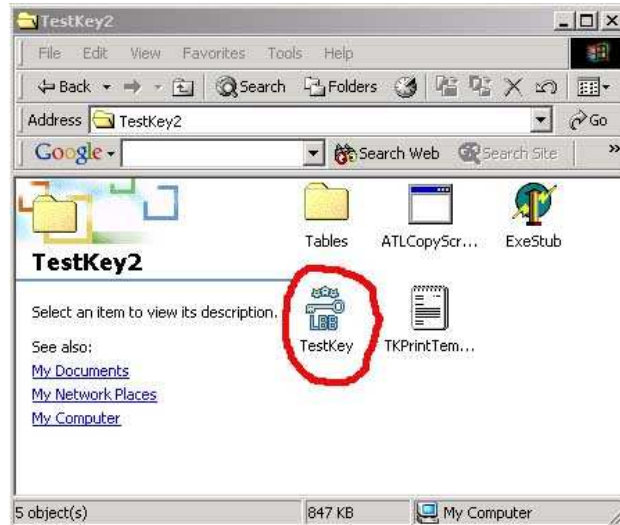 TestKey2
File Edit View Favorites Tools Help
Back Search Folders
Address TestKey2 Go
Google Search Web Search Site »
TestKey2
Select an item to view its description.
See also:
My Documents
My Network Places
My Computer
Tables ATLCopyScr... ExeStub
LBB
TestKey TKPrintTem...
5 object(s) 847 KB My Computer